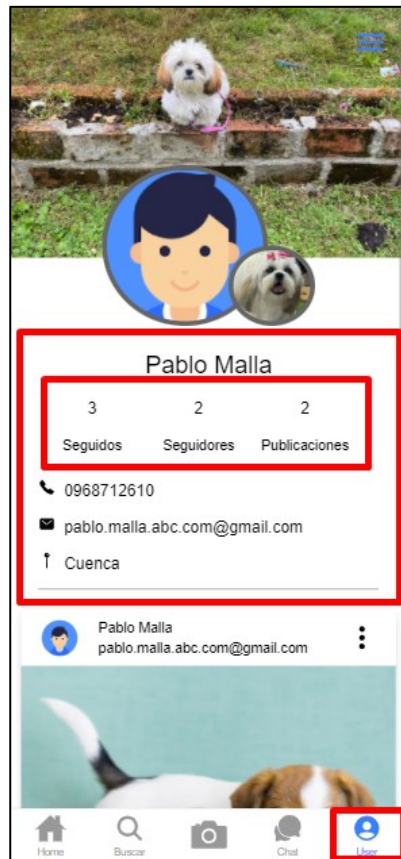 Pablo Malla
3 2 2
Seguidos Seguidores Publicaciones
0968712610
pablo.malla.abc.com@gmail.com
Cuenca
Pablo Malla
pablo.malla.abc.com@gmail.com
Home Buscar Chat User